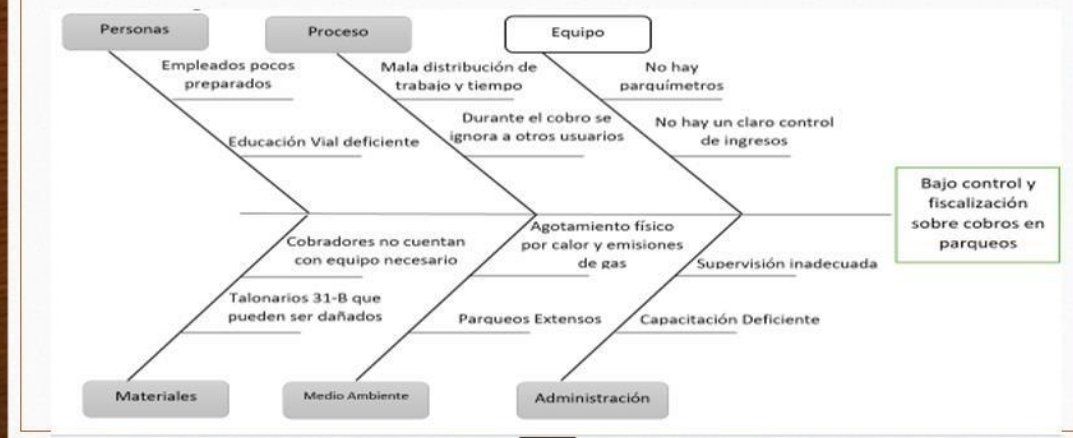 Personas
Proceso
Equipo
Empleados pocos
preparados
Educación Vial deficiente
Mala distribución de
trabajo y tiempo
Durante el cobro se
ignora a otros usuarios
No hay
parquímetros
No hay un claro control
de ingresos
Bajo control y
fiscalización
sobre cobros en
parqueos
Cobradores no cuentan
con equipo necesario
Talonarios 31-B que
pueden ser dañados
Agotamiento físico
por calor y emisiones
de gas
Parqueos Extensos
Supervisión inadecuada
Capacitación Deficiente
Materiales
Medio Ambiente
Administración